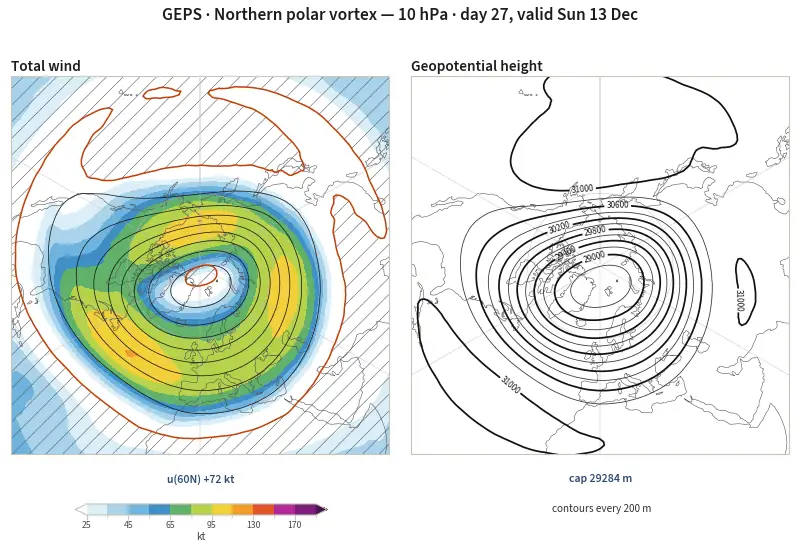 GEPS · Northern polar vortex — 10 hPa · day 27, valid Sun 13 Dec
Total wind
Geopotential height
31000
30600
30200
29800
29000
31000
31000
u(60N) +72 kt
cap 29284 m
contours every 200 m
25 45 65 95 130 170
kt